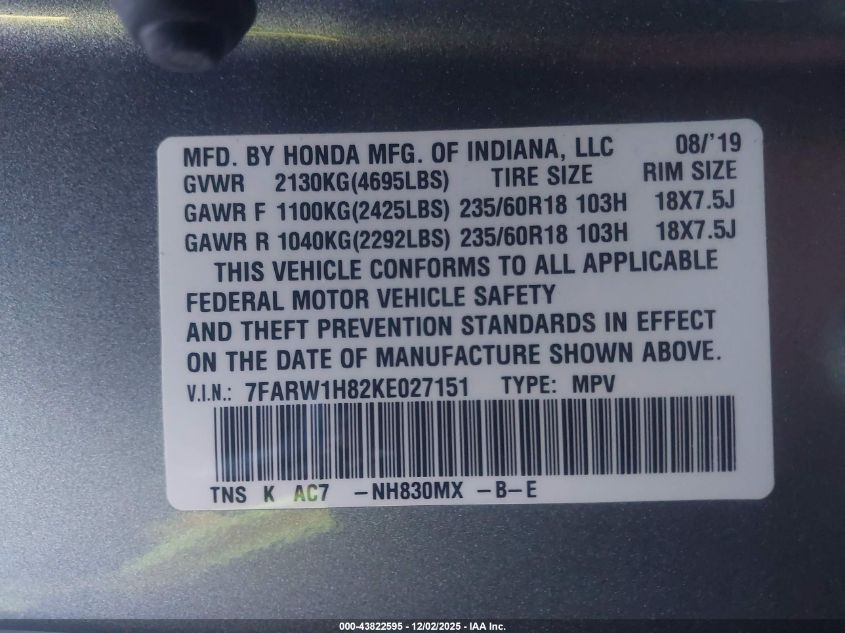 MFD. BY HONDA MFG. OF INDIANA, LLC 08/'19
GVWR 2130KG(4695LBS) TIRE SIZE RIM SIZE
GAWR F 1100KG(2425LBS) 235/60R18 103H 18X7.5J
GAWR R 1040KG(2292LBS) 235/60R18 103H 18X7.5J
THIS VEHICLE CONFORMS TO ALL APPLICABLE
FEDERAL MOTOR VEHICLE SAFETY
AND THEFT PREVENTION STANDARDS IN EFFECT
ON THE DATE OF MANUFACTURE SHOWN ABOVE.
V.I.N.: 7FARW1H82KE027151 TYPE: MPV
TNS K AC7 -NH830MX -B-E
000-43822595 - 12/02/2025 - IAA Inc.